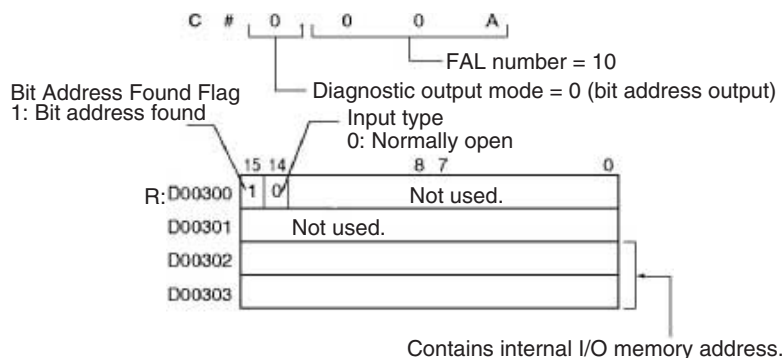 C # 0 0 0 A
FAL number = 10
Diagnostic output mode = 0 (bit address output)
Bit Address Found Flag
1: Bit address found
Input type
0: Normally open
15 14 8 7 0
R: D00300 1 0 Not used.
D00301 Not used.
D00302
D00303
Contains internal I/O memory address.